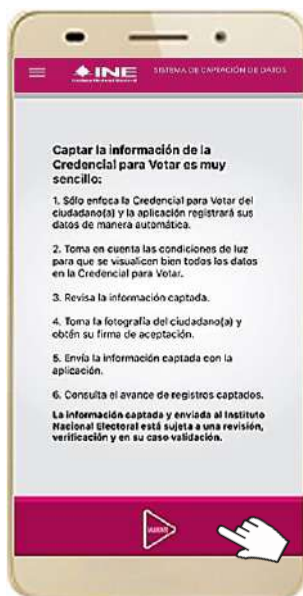 INE
SISTEMA DE CAPTACIÓN DE DATOS
Captar la información de la
Credencial para Votar es muy
sencillo:
1. Sólo enfoca la Credencial para Votar del
ciudadano(a) y la aplicación registrará sus
datos de manera automática.
2. Toma en cuenta las condiciones de luz
para que se visualicen bien todos los datos
en la Credencial para Votar.
3. Revisa la información captada.
4. Toma la fotografía del ciudadano(a) y
obtén su firma de aceptación.
5. Envía la información captada con la
aplicación.
6. Consulta el avance de registros captados.
La información captada y enviada al Instituto
Nacional Electoral está sujeta a una revisión,
verificación y en su caso validación.